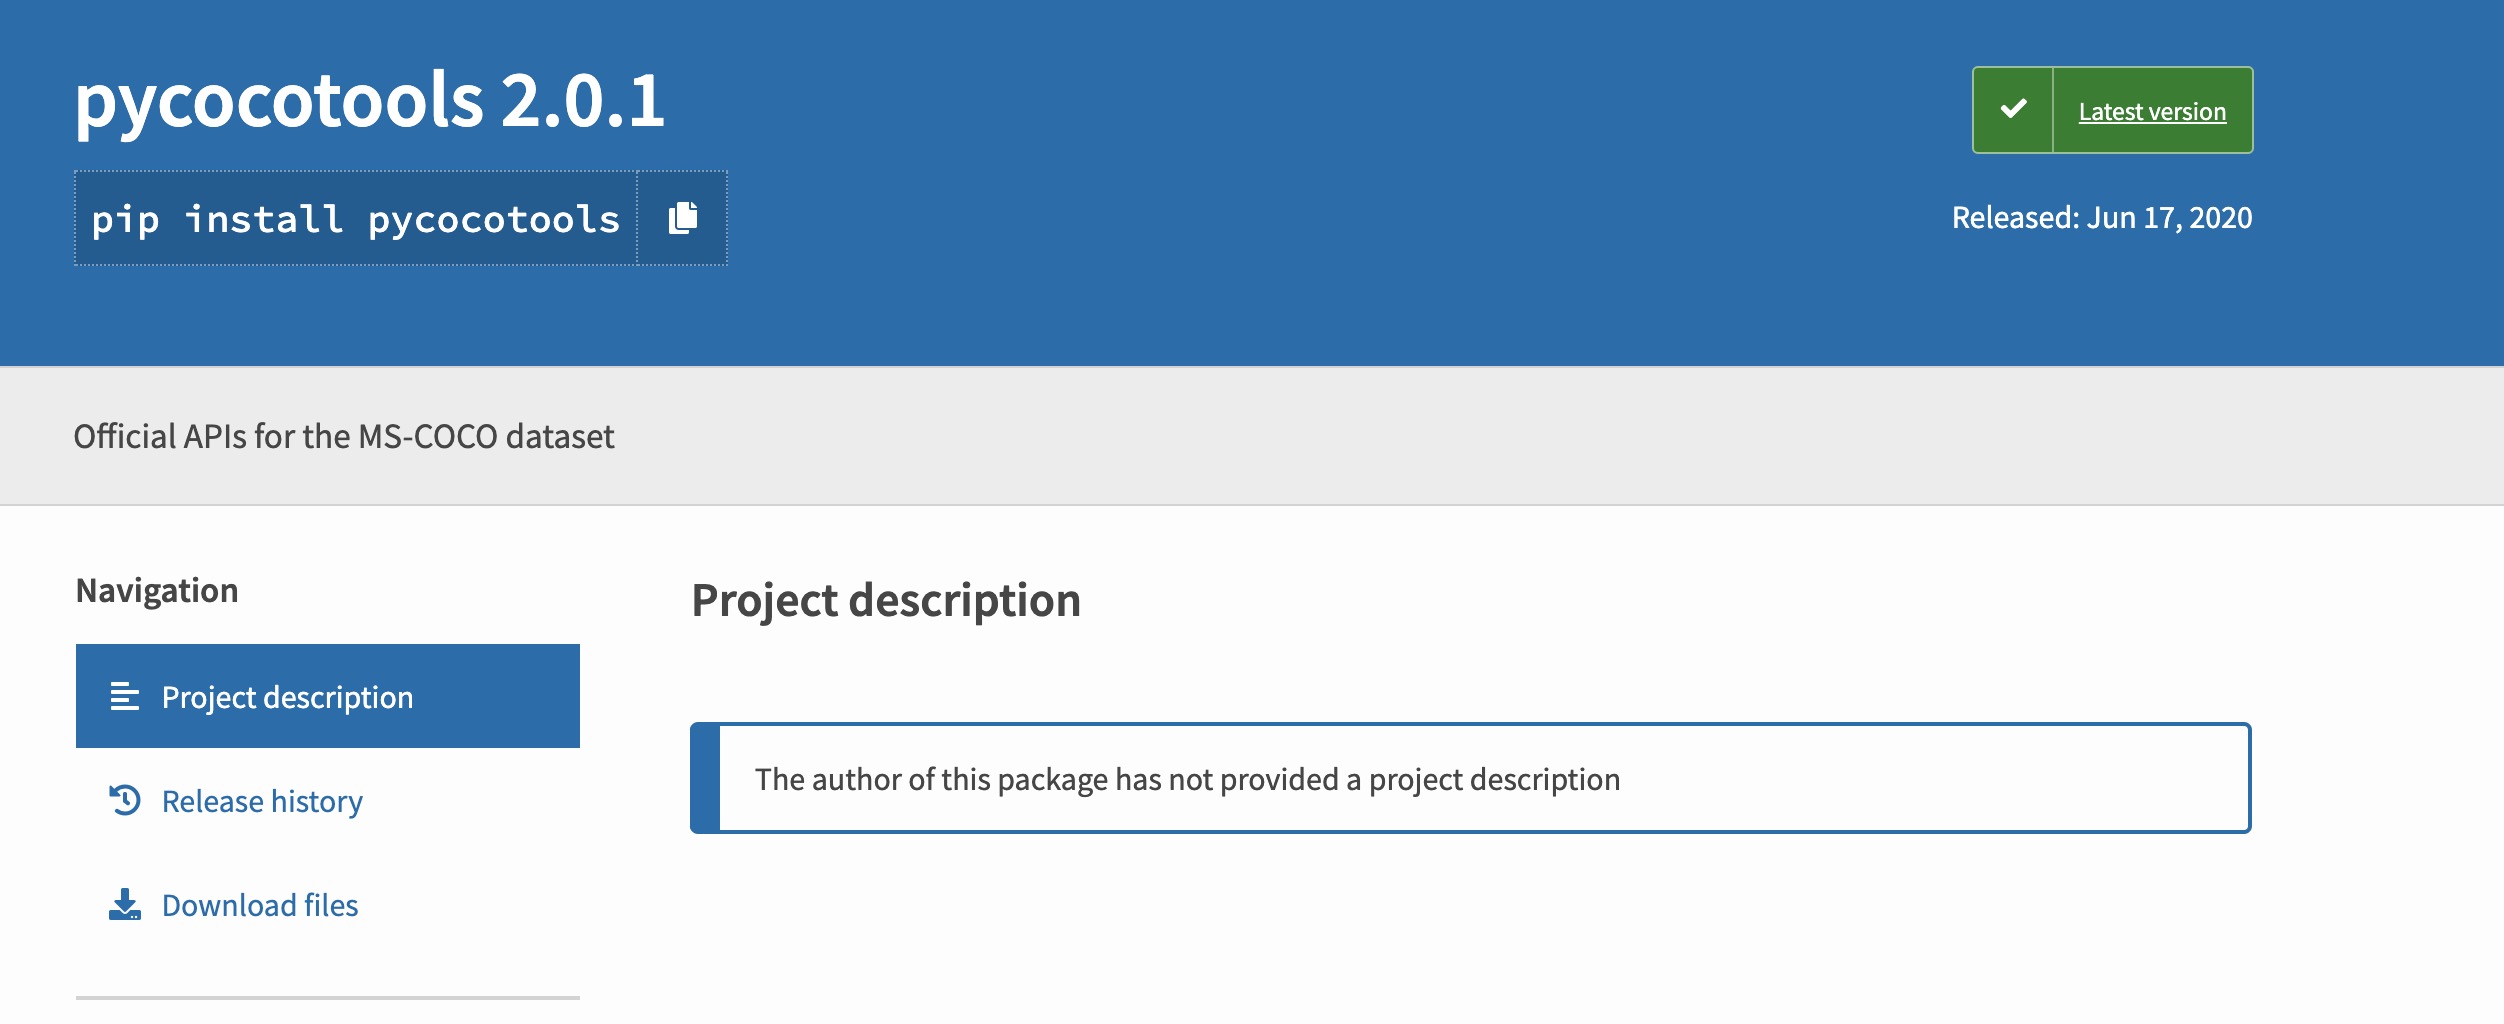 pycocotools 2.0.1
Latest version
pip install pycocotools
Released: Jun 17, 2020
Official APIs for the MS-COCO dataset
Navigation
Project description
Release history
Download files
Project description
The author of this package has not provided a project description